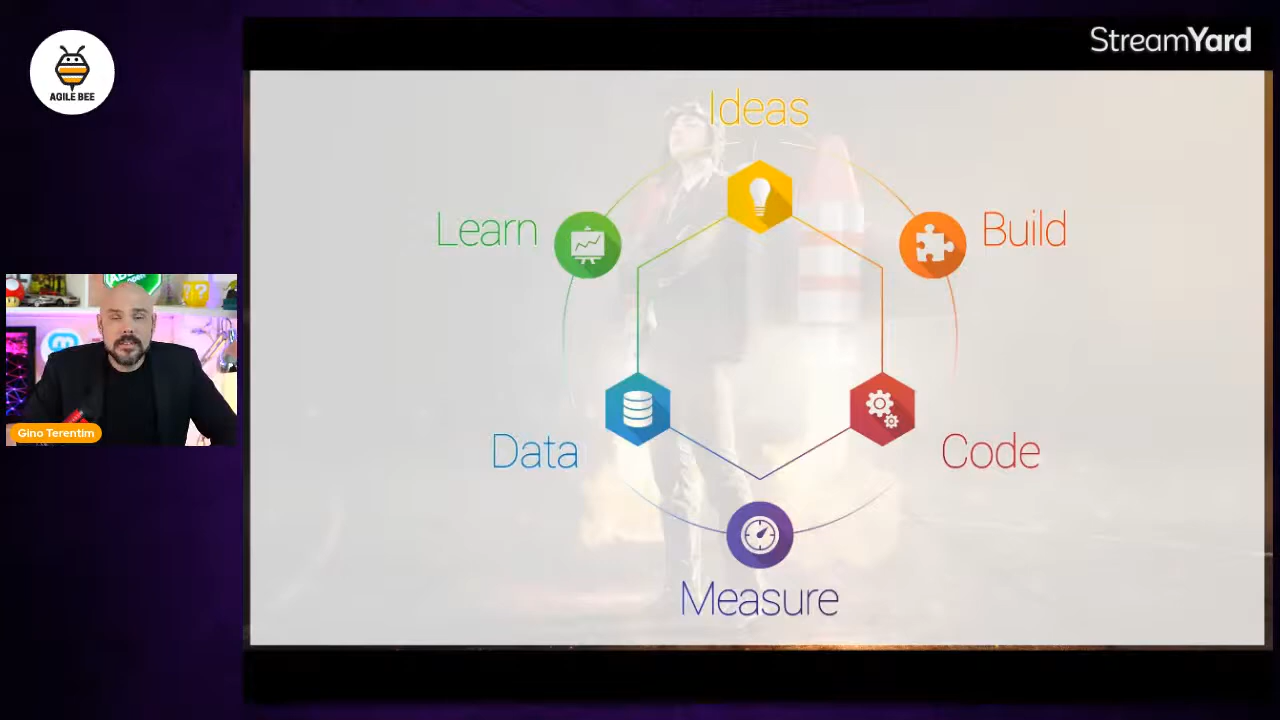 AGILE BEE
StreamYard
Ideas
Learn
Build
Data
Code
Measure
Gino Terentim